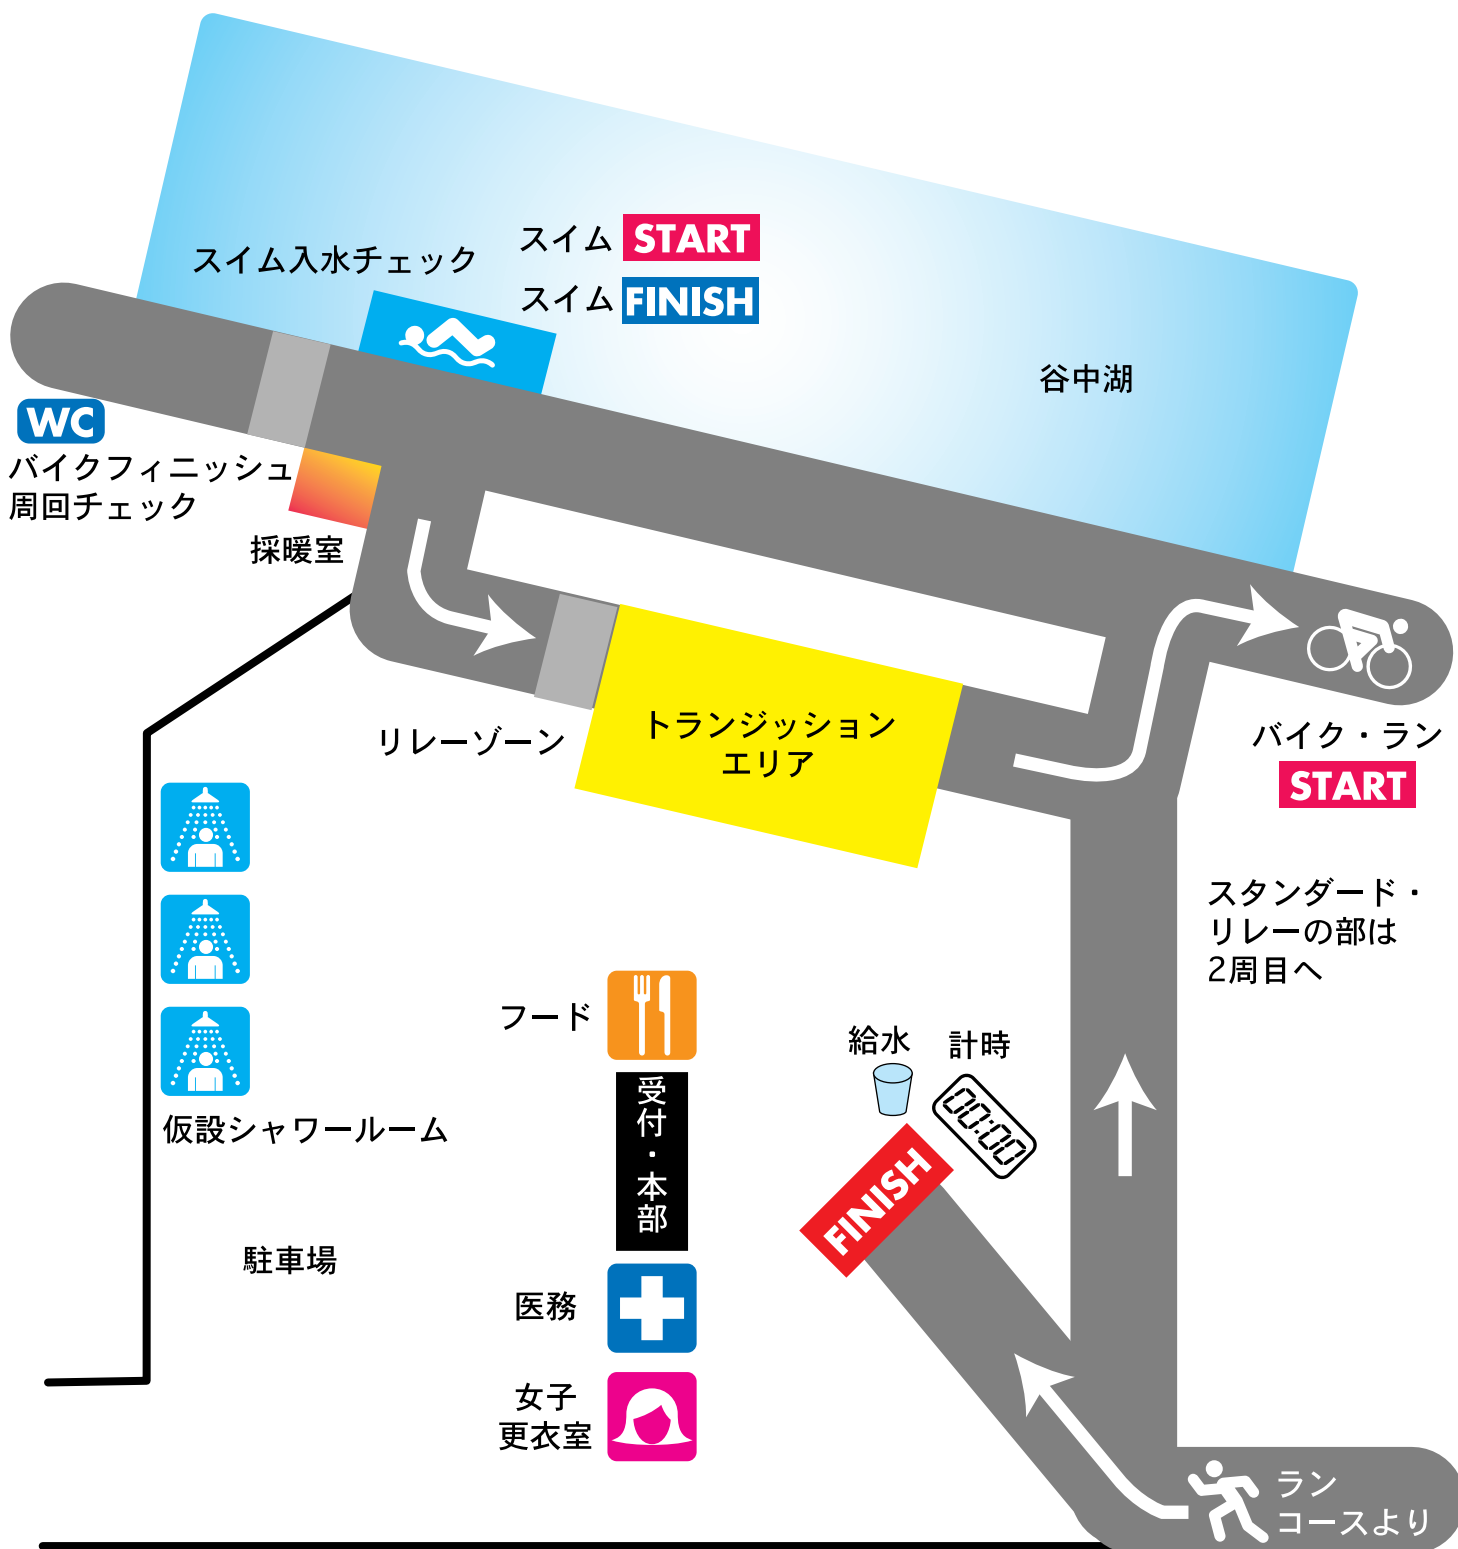 スイム START
スイム入水チェック
スイム FINISH
谷中湖
WC
バイクフィニッシュ
周回チェック
採暖室
リレーゾーン
トランジッション
エリア
バイク・ラン
START
スタンダード・
リレーの部は
2周目へ
フード
給水
計時
00:00
受付・本部
仮設シャワールーム
FINISH
駐車場
医務
女子
更衣室
ラン
コースより